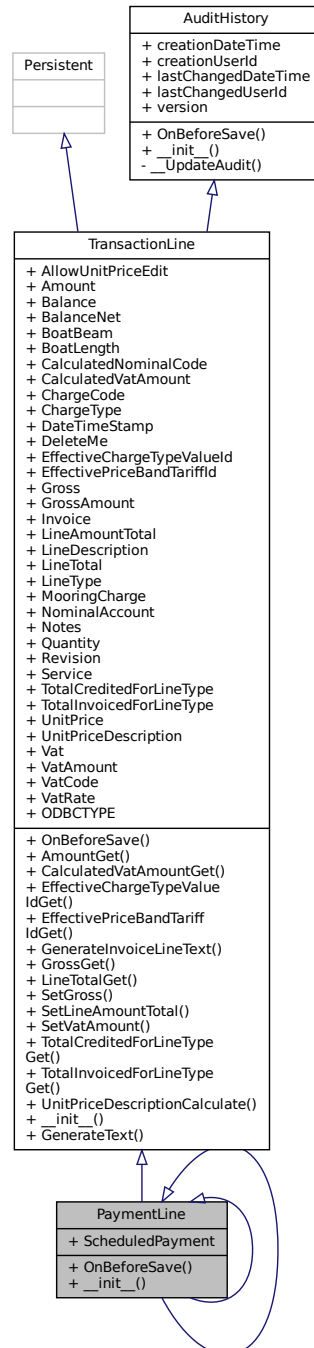 AuditHistory
+ creationDateTime
+ creationUserId
+ lastChangedDateTime
+ lastChangedUserId
+ version
+ OnBeforeSave()
+ __init__()
- __UpdateAudit()
Persistent
TransactionLine
+ AllowUnitPriceEdit
+ Amount
+ Balance
+ BalanceNet
+ BoatBeam
+ BoatLength
+ CalculatedNominalCode
+ CalculatedVatAmount
+ ChargeCode
+ ChargeType
+ DateTimeStamp
+ DeleteMe
+ EffectiveChargeTypeValueId
+ EffectivePriceBandTariffId
+ Gross
+ GrossAmount
+ Invoice
+ LineAmountTotal
+ LineDescription
+ LineTotal
+ LineType
+ MooringCharge
+ NominalAccount
+ Notes
+ Quantity
+ Revision
+ Service
+ TotalCreditedForLineType
+ TotalInvoicedForLineType
+ UnitPrice
+ UnitPriceDescription
+ Vat
+ VatAmount
+ VatCode
+ VatRate
+ ODBCTYPE
+ OnBeforeSave()
+ AmountGet()
+ CalculatedVatAmountGet()
+ EffectiveChargeTypeValue
IdGet()
+ EffectivePriceBandTariff
IdGet()
+ GenerateInvoiceLineText()
+ GrossGet()
+ LineTotalGet()
+ SetGross()
+ SetLineAmountTotal()
+ SetVatAmount()
+ TotalCreditedForLineType
Get()
+ TotalInvoicedForLineType
Get()
+ UnitPriceDescriptionCalculate()
+ __init__()
+ GenerateText()
PaymentLine
+ ScheduledPayment
+ OnBeforeSave()
+ __init__()